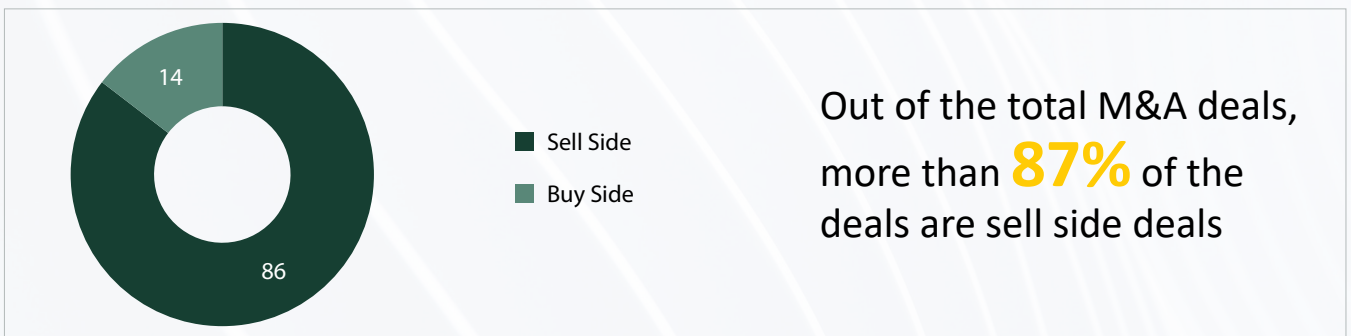 14
86
Sell Side
Buy Side
Out of the total M&A deals,
more than 87% of the
deals are sell side deals